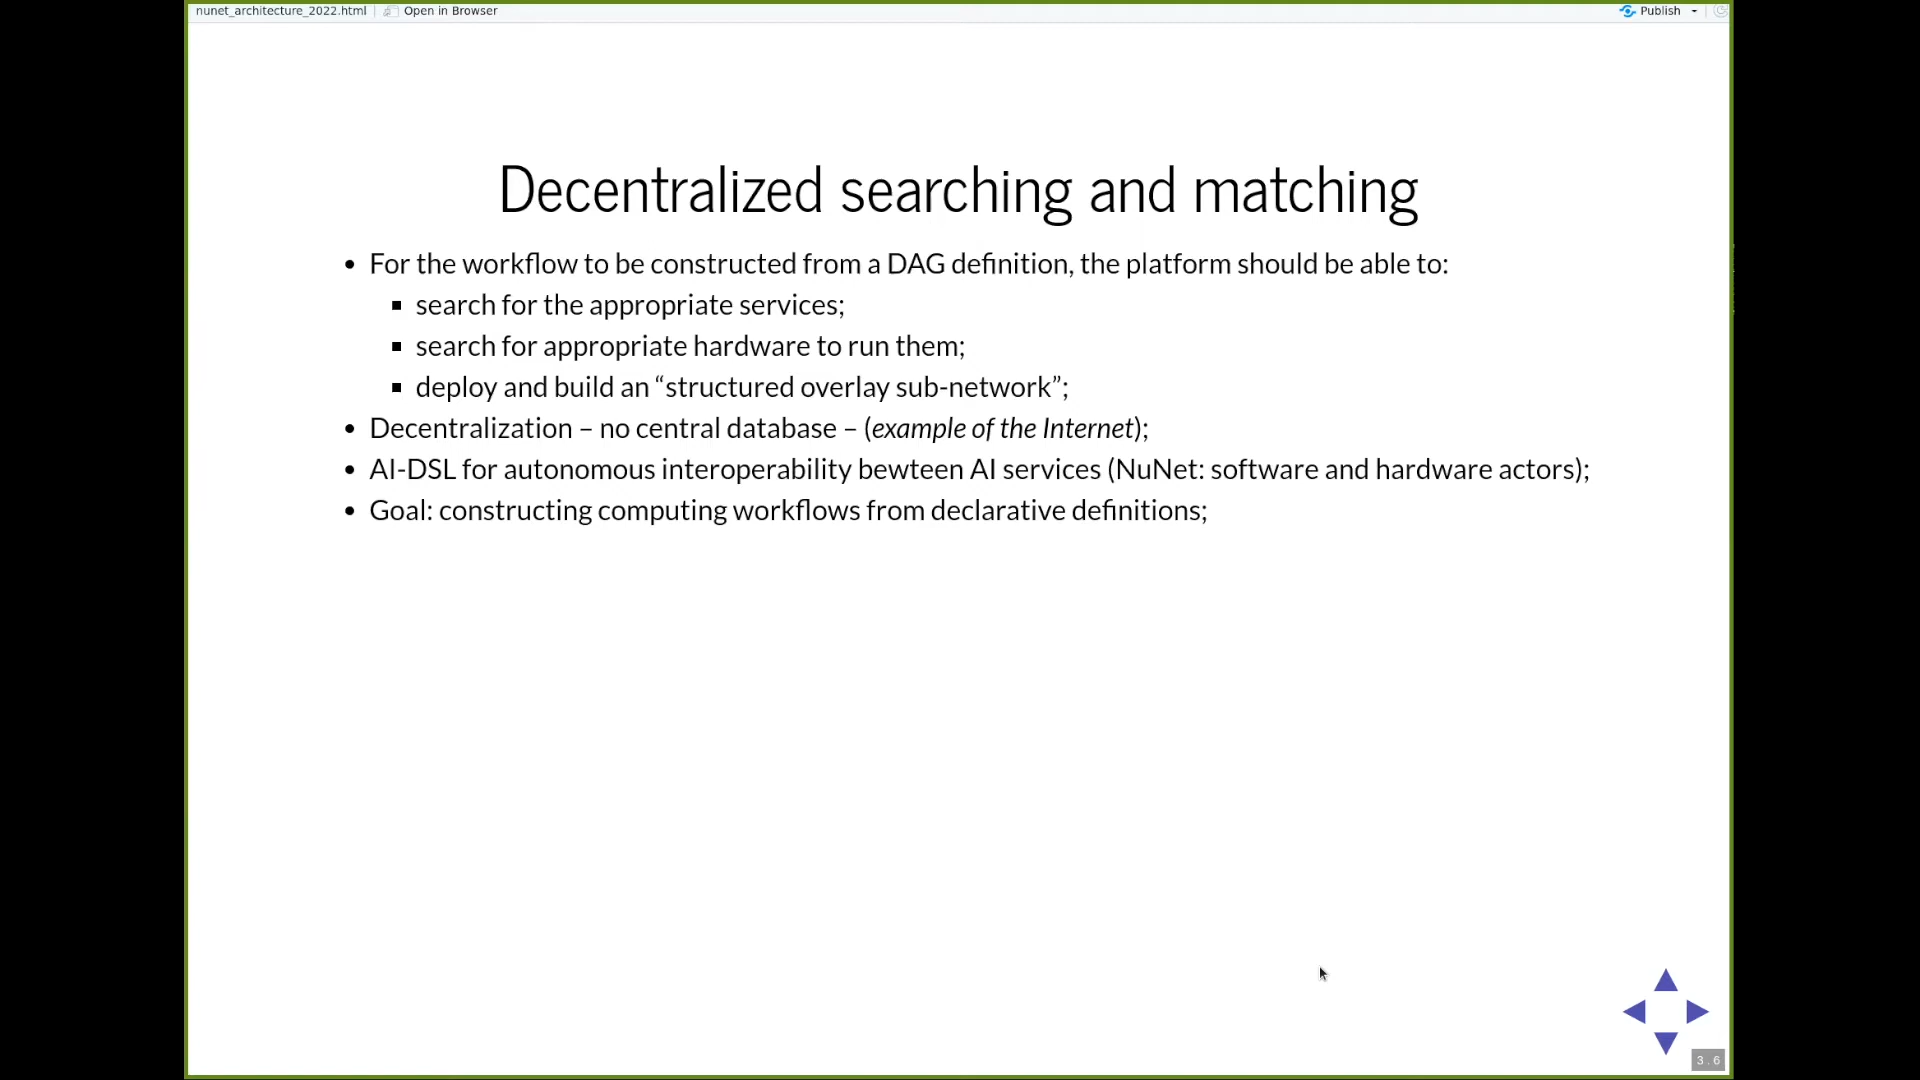 nunet_architecture_2022.html Open in Browser Publish
Decentralized searching and matching
• For the workflow to be constructed from a DAG definition, the platform should be able to:
▪ search for the appropriate services;
▪ search for appropriate hardware to run them;
▪ deploy and build an “structured overlay sub-network”;
• Decentralization – no central database – (example of the Internet);
• AI-DSL for autonomous interoperability bewteen AI services (NuNet: software and hardware actors);
• Goal: constructing computing workflows from declarative definitions;
3 . 6